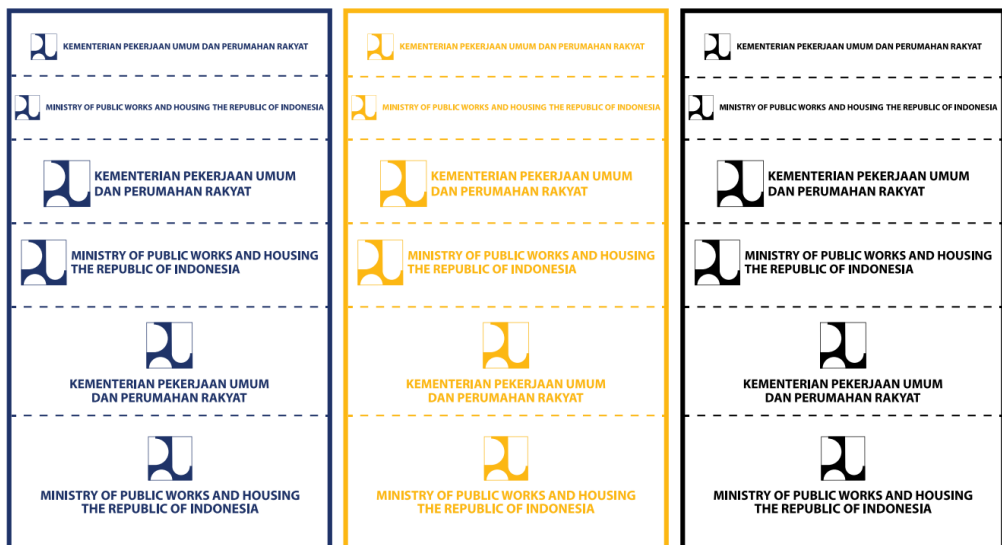 KEMENTERIAN PEKERJAAN UMUM DAN PERUMAHAN RAKYAT
MINISTRY OF PUBLIC WORKS AND HOUSING THE REPUBLIC OF INDONESIA
KEMENTERIAN PEKERJAAN UMUM
DAN PERUMAHAN RAKYAT
MINISTRY OF PUBLIC WORKS AND HOUSING
THE REPUBLIC OF INDONESIA
KEMENTERIAN PEKERJAAN UMUM
DAN PERUMAHAN RAKYAT
MINISTRY OF PUBLIC WORKS AND HOUSING
THE REPUBLIC OF INDONESIA
KEMENTERIAN PEKERJAAN UMUM DAN PERUMAHAN RAKYAT
MINISTRY OF PUBLIC WORKS AND HOUSING THE REPUBLIC OF INDONESIA
KEMENTERIAN PEKERJAAN UMUM
DAN PERUMAHAN RAKYAT
MINISTRY OF PUBLIC WORKS AND HOUSING
THE REPUBLIC OF INDONESIA
KEMENTERIAN PEKERJAAN UMUM
DAN PERUMAHAN RAKYAT
MINISTRY OF PUBLIC WORKS AND HOUSING
THE REPUBLIC OF INDONESIA
KEMENTERIAN PEKERJAAN UMUM DAN PERUMAHAN RAKYAT
MINISTRY OF PUBLIC WORKS AND HOUSING THE REPUBLIC OF INDONESIA
KEMENTERIAN PEKERJAAN UMUM
DAN PERUMAHAN RAKYAT
MINISTRY OF PUBLIC WORKS AND HOUSING
THE REPUBLIC OF INDONESIA
KEMENTERIAN PEKERJAAN UMUM
DAN PERUMAHAN RAKYAT
MINISTRY OF PUBLIC WORKS AND HOUSING
THE REPUBLIC OF INDONESIA